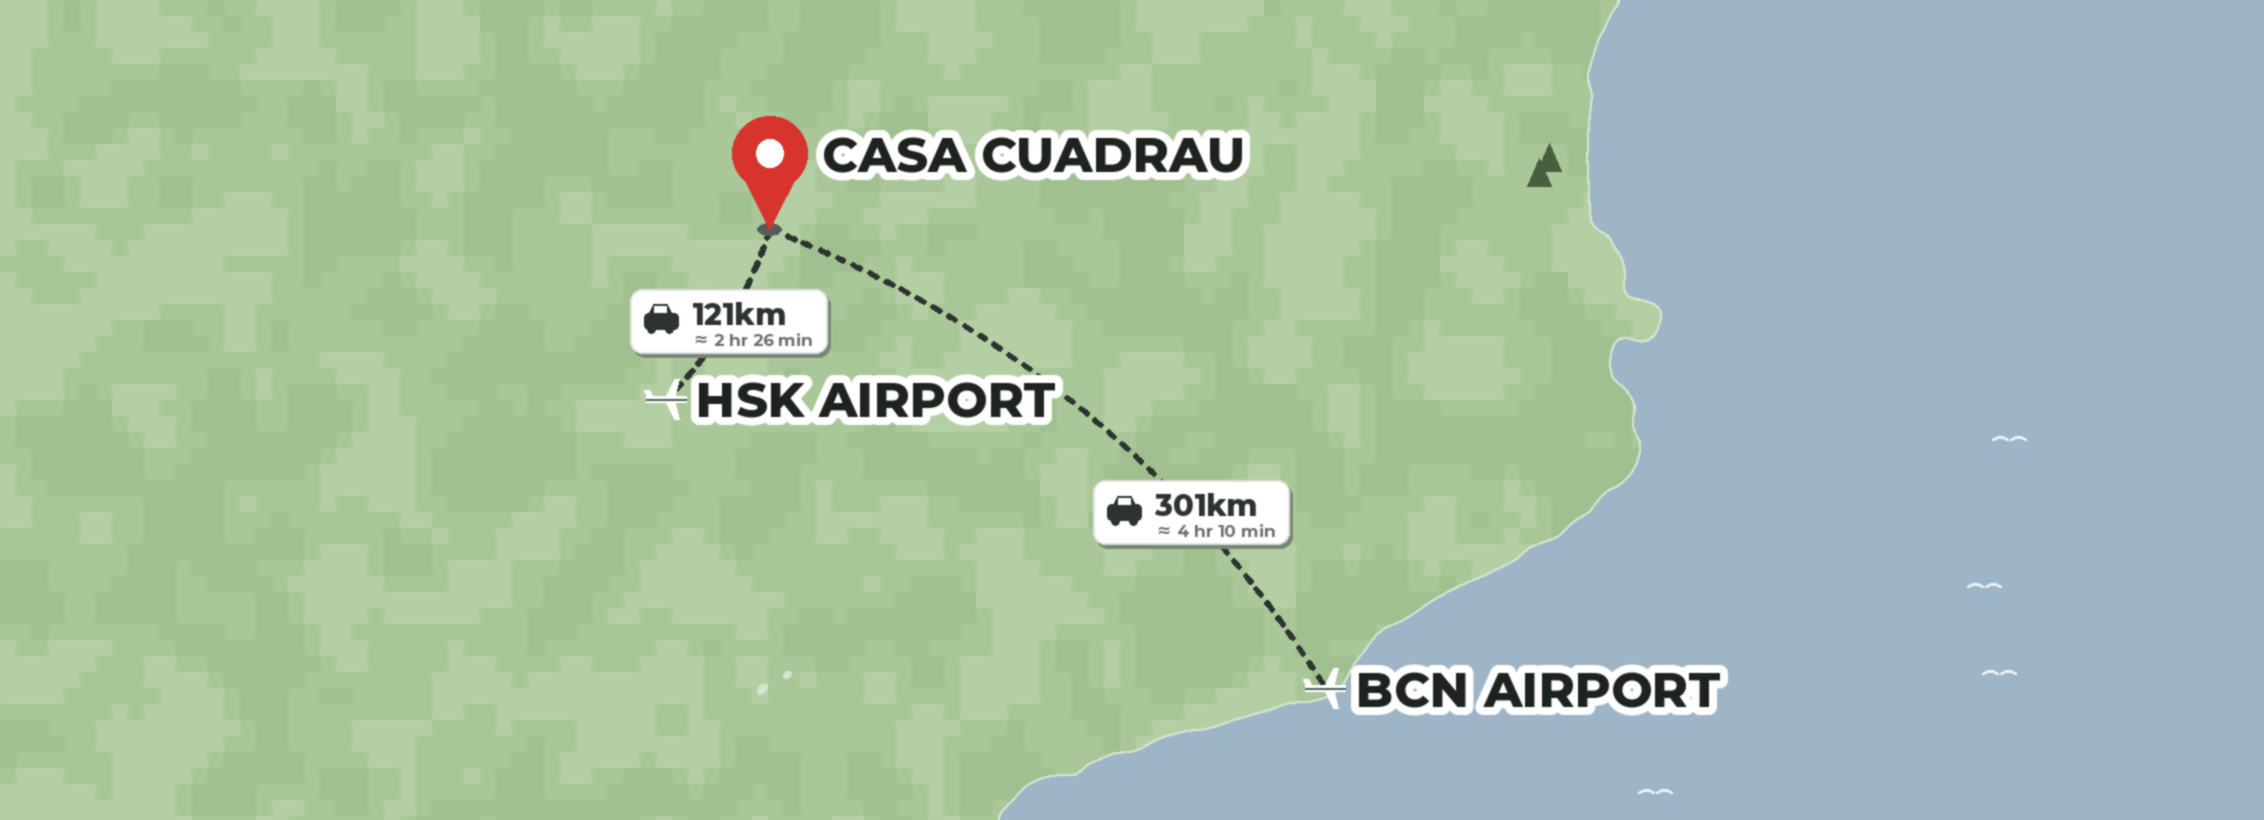 CASA CUADRAU
121km
≈ 2 hr 26 min
HSK AIRPORT
301km
≈ 4 hr 10 min
BCN AIRPORT